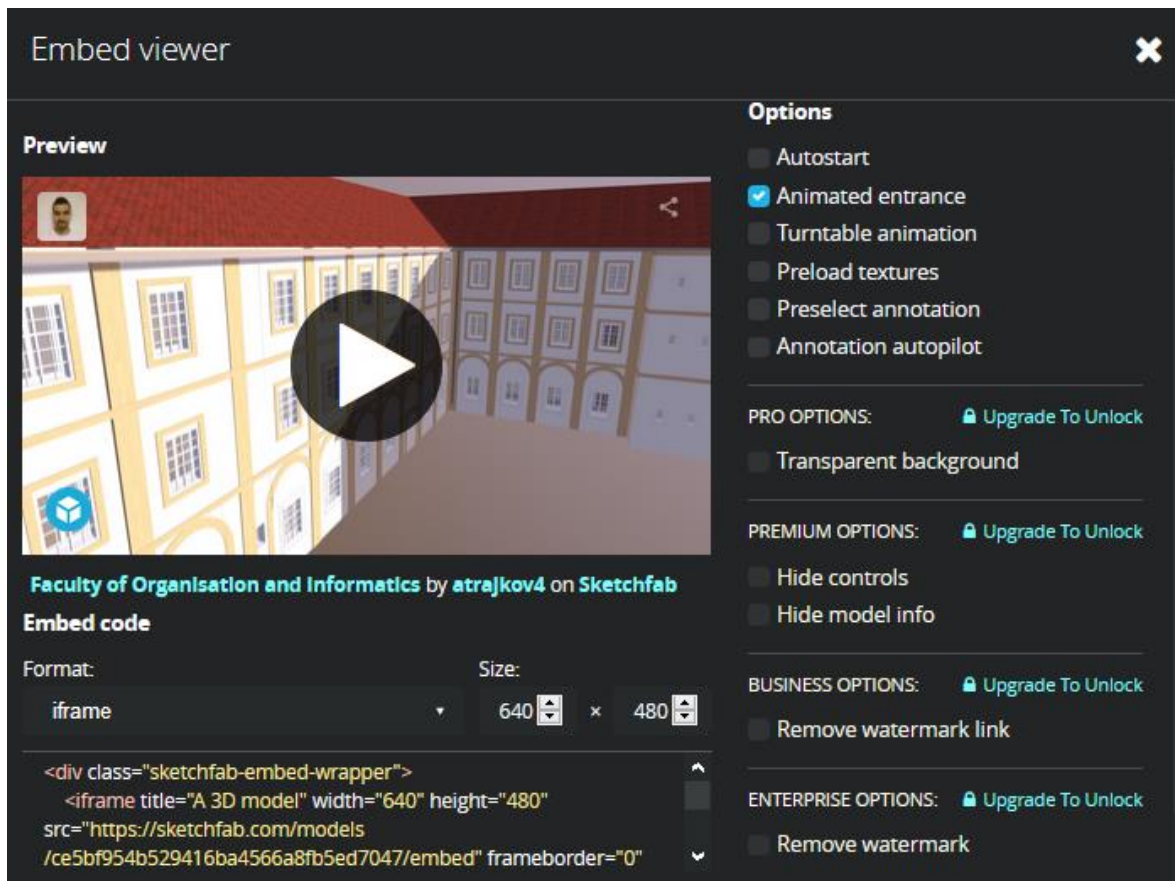 Embed viewer
Preview
Faculty of Organisation and Informatics by atrajkov4 on Sketchfab
Embed code
Format:
Size:
iframe
640 × 480
<div class="sketchfab-embed-wrapper">
<iframe title="A 3D model" width="640" height="480"
src="https://sketchfab.com/models
/ce5bf954b529416ba4566a8fb5ed7047/embed" frameborder="0"
Options
Autostart
Animated entrance
Turntable animation
Preload textures
Preselect annotation
Annotation autopilot
PRO OPTIONS: Upgrade To Unlock
Transparent background
PREMIUM OPTIONS: Upgrade To Unlock
Hide controls
Hide model info
BUSINESS OPTIONS: Upgrade To Unlock
Remove watermark link
ENTERPRISE OPTIONS: Upgrade To Unlock
Remove watermark